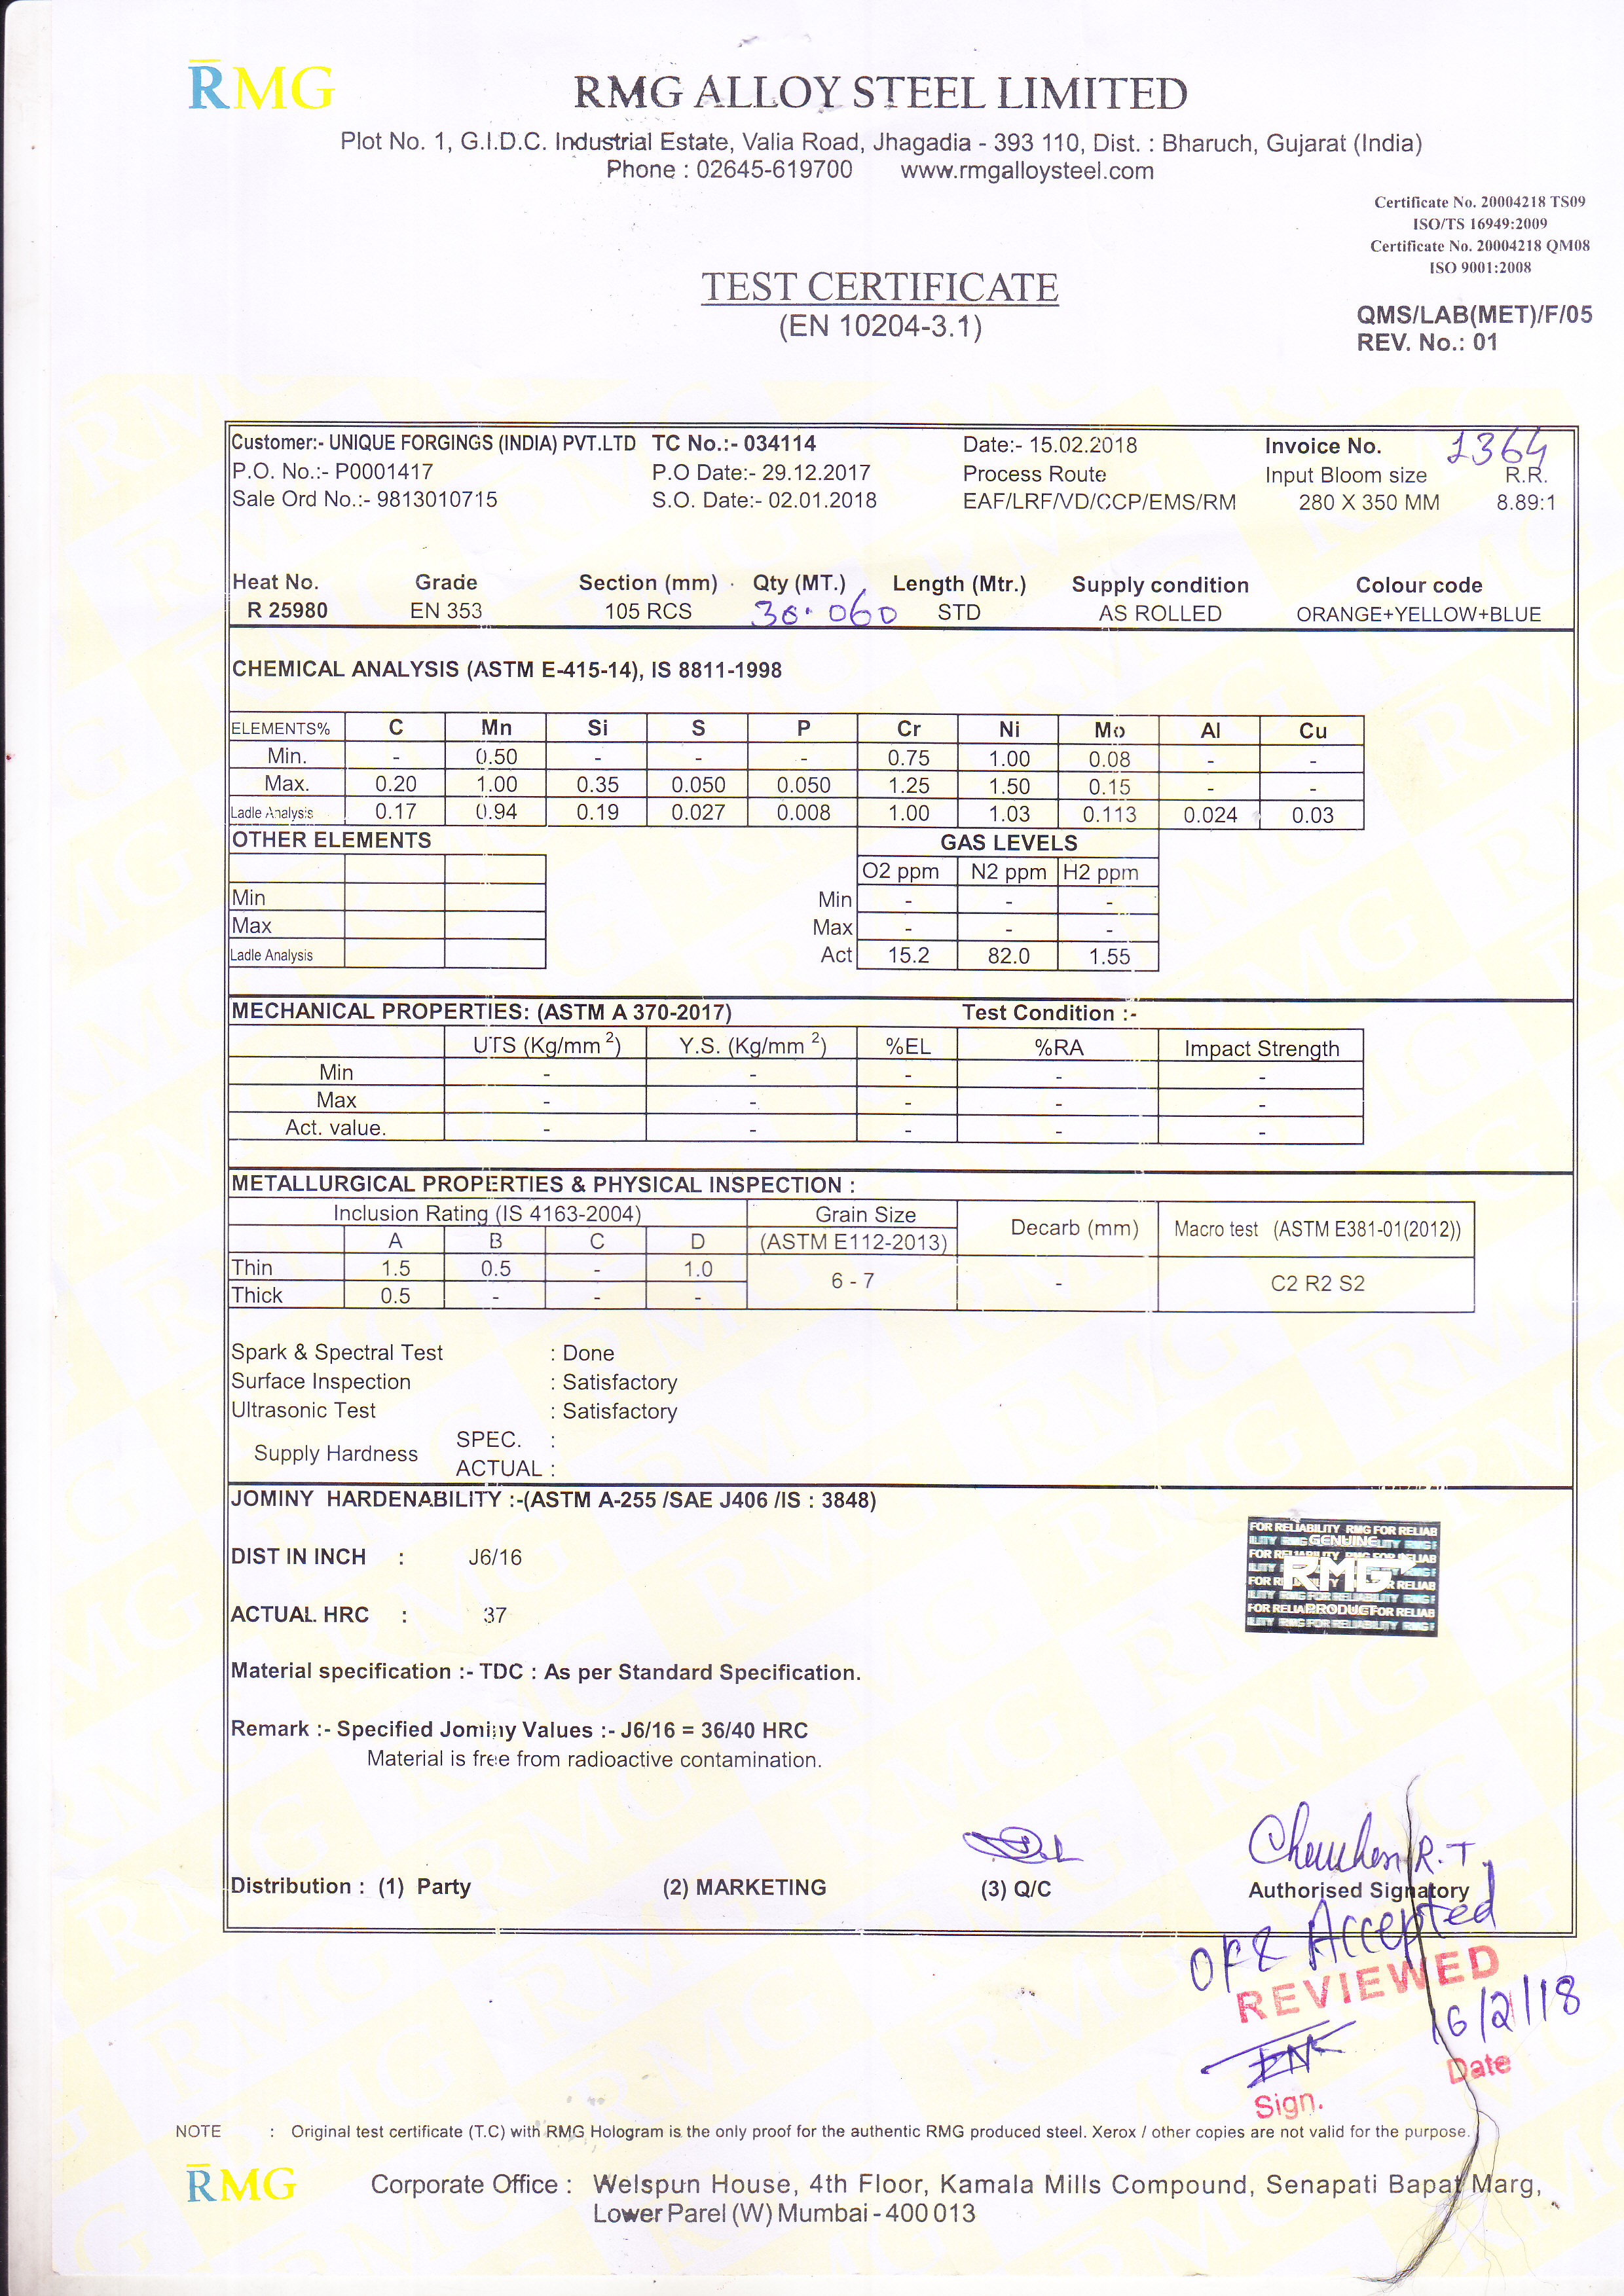 RMG
RMG ALLOY STEEL LIMITED
Plot No. 1, G.I.D.C. Industrial Estate, Valia Road, Jhagadia - 393 110, Dist. : Bharuch, Gujarat (India)
Phone : 02645-619700 www.rmgalloysteel.com
Certificate No. 20004218 TS09
ISO/TS 16949:2009
Certificate No. 20004218 QM08
ISO 9001:2008
TEST CERTIFICATE
(EN 10204-3.1)
QMS/LAB(MET)/F/05
REV. No.: 01
Customer:- UNIQUE FORGINGS (INDIA) PVT.LTD TC No.:- 034114 Date:- 15.02.2018 Invoice No. 1364
P.O. No.:- P0001417 P.O Date:- 29.12.2017 Process Route Input Bloom size R.R.
Sale Ord No.:- 9813010715 S.O. Date:- 02.01.2018 EAF/LRF/VD/CCP/EMS/RM 280 X 350 MM 8.89:1
Heat No. Grade Section (mm) Qty (MT.) Length (Mtr.) Supply condition Colour code
R 25980 EN 353 105 RCS 30.060 STD AS ROLLED ORANGE+YELLOW+BLUE
CHEMICAL ANALYSIS (ASTM E-415-14), IS 8811-1998
ELEMENTS% C Mn Si S P Cr Ni Mo Al Cu
Min. - 0.50 - - - 0.75 1.00 0.08 - -
Max. 0.20 1.00 0.35 0.050 0.050 1.25 1.50 0.15 - -
Ladle Analysis 0.17 0.94 0.19 0.027 0.008 1.00 1.03 0.113 0.024 0.03
OTHER ELEMENTS GAS LEVELS
O2 ppm N2 ppm H2 ppm
Min Min - - -
Max Max - - -
Ladle Analysis Act 15.2 82.0 1.55
MECHANICAL PROPERTIES: (ASTM A 370-2017) Test Condition :-
UTS (Kg/mm 2) Y.S. (Kg/mm 2) %EL %RA Impact Strength
Min - - - - -
Max - - - - -
Act. value. - - - - -
METALLURGICAL PROPERTIES & PHYSICAL INSPECTION :
Inclusion Rating (IS 4163-2004) Grain Size Decarb (mm) Macro test (ASTM E381-01(2012))
A B C D (ASTM E112-2013)
Thin 1.5 0.5 - 1.0 6 - 7 - C2 R2 S2
Thick 0.5 - - -
Spark & Spectral Test : Done
Surface Inspection : Satisfactory
Ultrasonic Test : Satisfactory
Supply Hardness SPEC. :
ACTUAL :
JOMINY HARDENABILITY :-(ASTM A-255 /SAE J406 /IS : 3848)
DIST IN INCH : J6/16
ACTUAL HRC : 37
GENUINE
RMG
PRODUCT
FOR RELIABILITY RMG FOR RELIAB
Material specification :- TDC : As per Standard Specification.
Remark :- Specified Jominy Values :- J6/16 = 36/40 HRC
Material is free from radioactive contamination.
R.T.
Distribution : (1) Party (2) MARKETING (3) Q/C Authorised Signatory
Accepted
REVIEWED
16/2/18
Date
Sign.
NOTE : Original test certificate (T.C) with RMG Hologram is the only proof for the authentic RMG produced steel. Xerox / other copies are not valid for the purpose.
RMG Corporate Office : Welspun House, 4th Floor, Kamala Mills Compound, Senapati Bapat Marg,
Lower Parel (W) Mumbai - 400 013